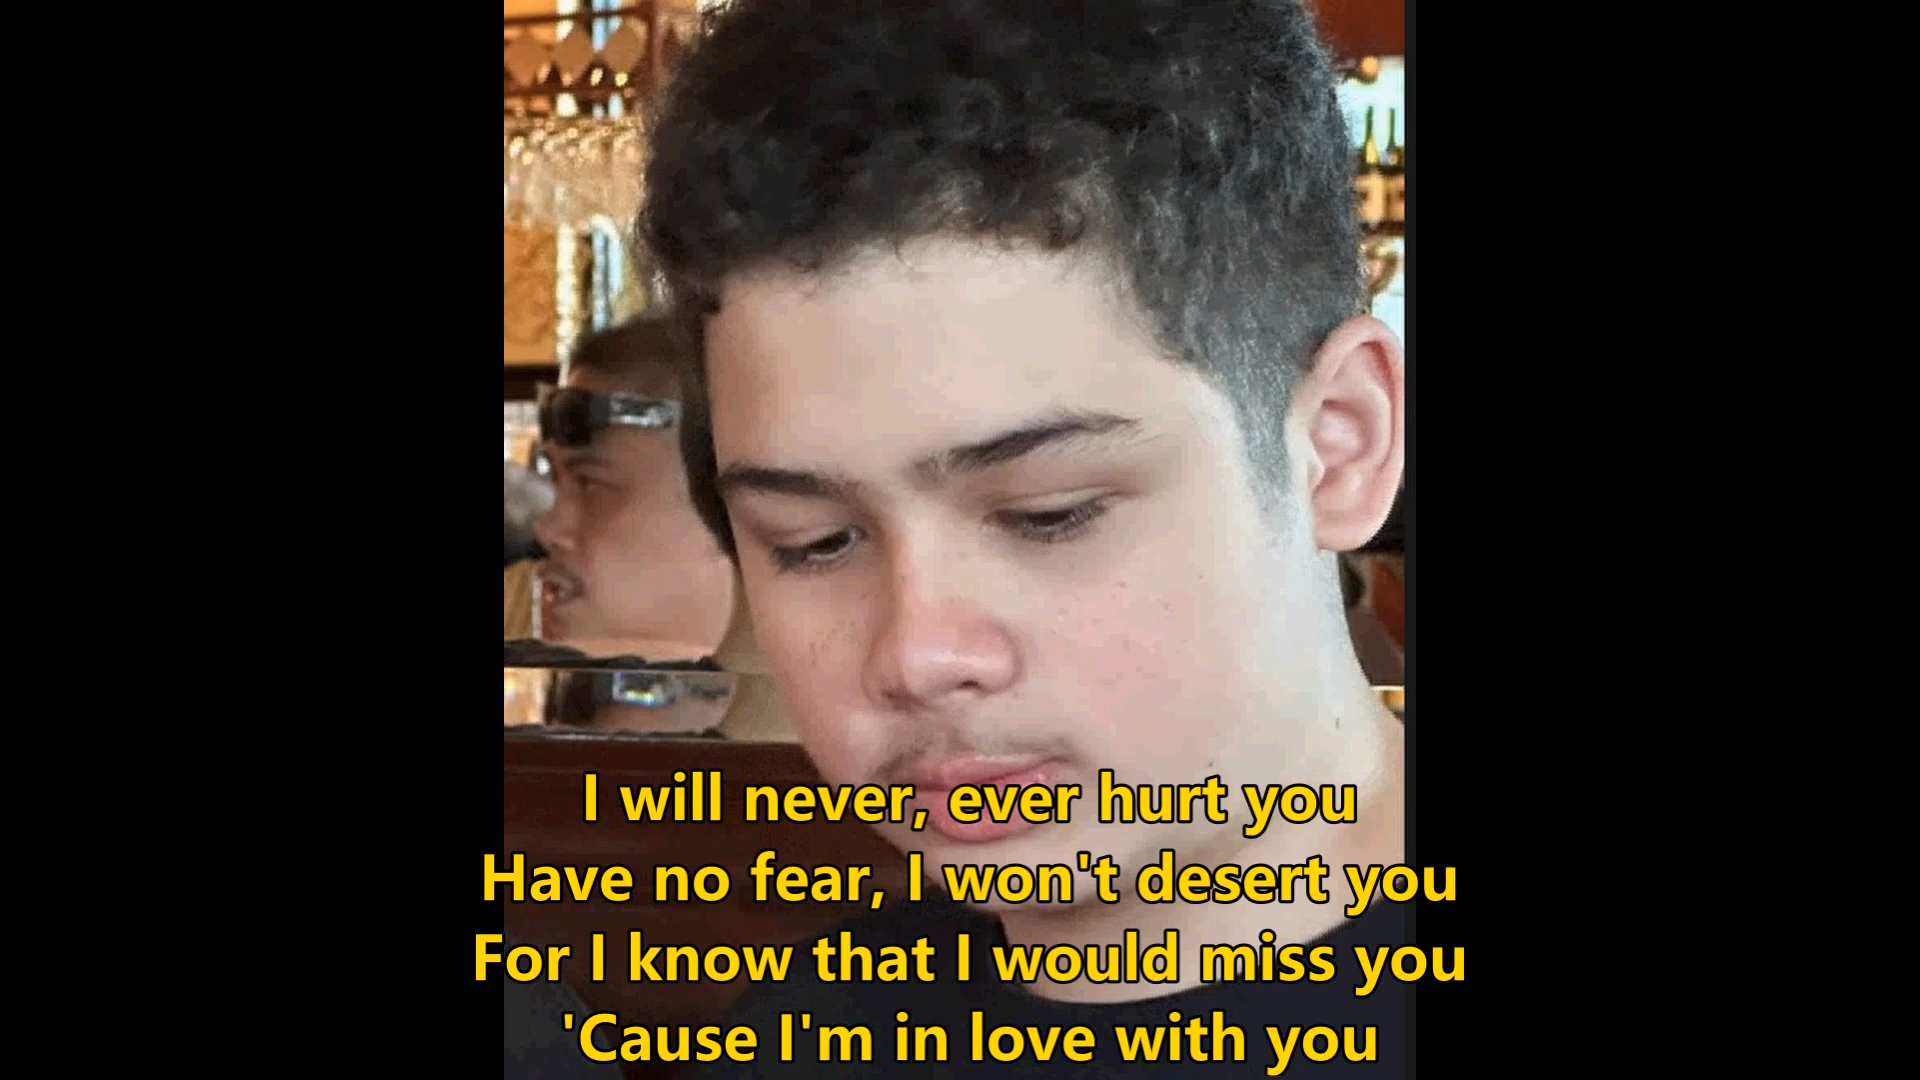 I will never, ever hurt you
Have no fear, I won't desert you
For I know that I would miss you
'Cause I'm in love with you